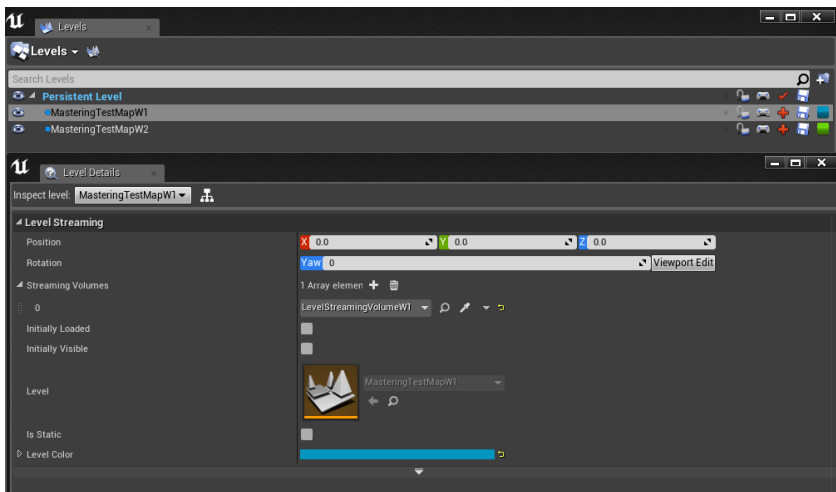 Levels
Levels
Search Levels
Persistent Level
MasteringTestMapW1
MasteringTestMapW2
Level Details
Inspect level: MasteringTestMapW1
Level Streaming
Position X 0.0 Y 0.0 Z 0.0
Rotation Yaw 0 Viewport Edit
Streaming Volumes 1 Array elemen
0 LevelStreamingVolumeW1
Initially Loaded
Initially Visible
Level MasteringTestMapW1
Is Static
Level Color